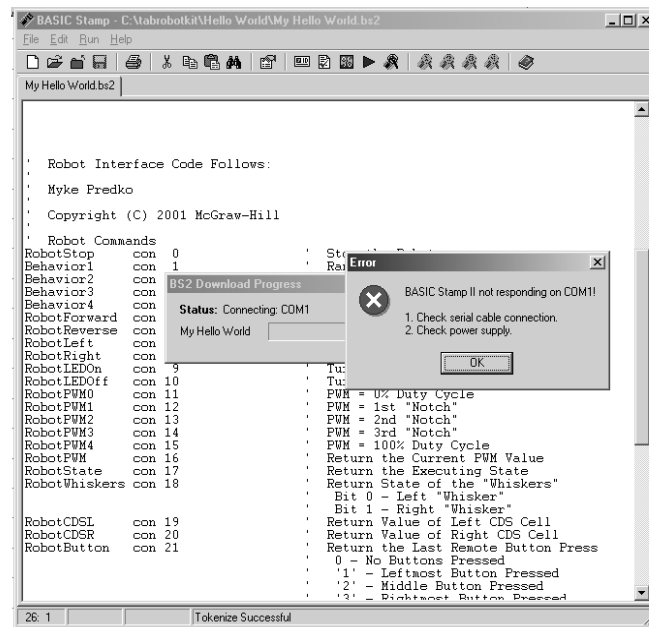 BASIC Stamp - C:\tabrobotkit\Hello World\My Hello World.bs2
File Edit Run Help
My Hello World.bs2
' Robot Interface Code Follows:
'
' Myke Predko
'
' Copyright (C) 2001 McGraw-Hill
'
' Robot Commands
RobotStop con 0 '
Behavior1 con 1 '
Behavior2 con
Behavior3 con
Behavior4 con
RobotForward con
RobotReverse con
RobotLeft con
RobotRight con
RobotLEDOn con 9 '
RobotLEDOff con 10 '
RobotPWM0 con 11 ' PWM = 0% Duty Cycle
RobotPWM1 con 12 ' PWM = 1st "Notch"
RobotPWM2 con 13 ' PWM = 2nd "Notch"
RobotPWM3 con 14 ' PWM = 3rd "Notch"
RobotPWM4 con 15 ' PWM = 100% Duty Cycle
RobotPWM con 16 ' Return the Current PWM Value
RobotState con 17 ' Return the Executing State
RobotWhiskers con 18 ' Return State of the "Whiskers"
' Bit 0 - Left "Whisker"
' Bit 1 - Right "Whisker"
RobotCDSL con 19 ' Return Value of Left CDS Cell
RobotCDSR con 20 ' Return Value of Right CDS Cell
RobotButton con 21 ' Return the Last Remote Button Press
' 0 - No Buttons Pressed
' '1' - Leftmost Button Pressed
' '2' - Middle Button Pressed
' '3' - Rightmost Button Pressed
BS2 Download Progress
Status: Connecting: COM1
My Hello World
Error
BASIC Stamp II not responding on COM1!
1. Check serial cable connection.
2. Check power supply.
OK
26: 1 Tokenize Successful